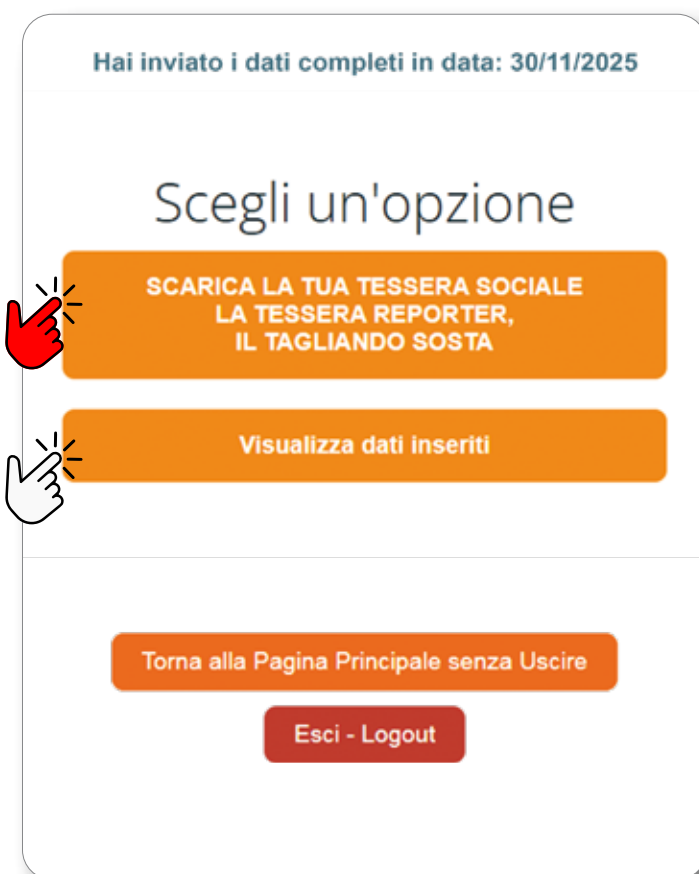 Hai inviato i dati completi in data: 30/11/2025
Scegli un'opzione
SCARICA LA TUA TESSERA SOCIALE
LA TESSERA REPORTER,
IL TAGLIANDO SOSTA
Visualizza dati inseriti
Torna alla Pagina Principale senza Uscire
Esci - Logout